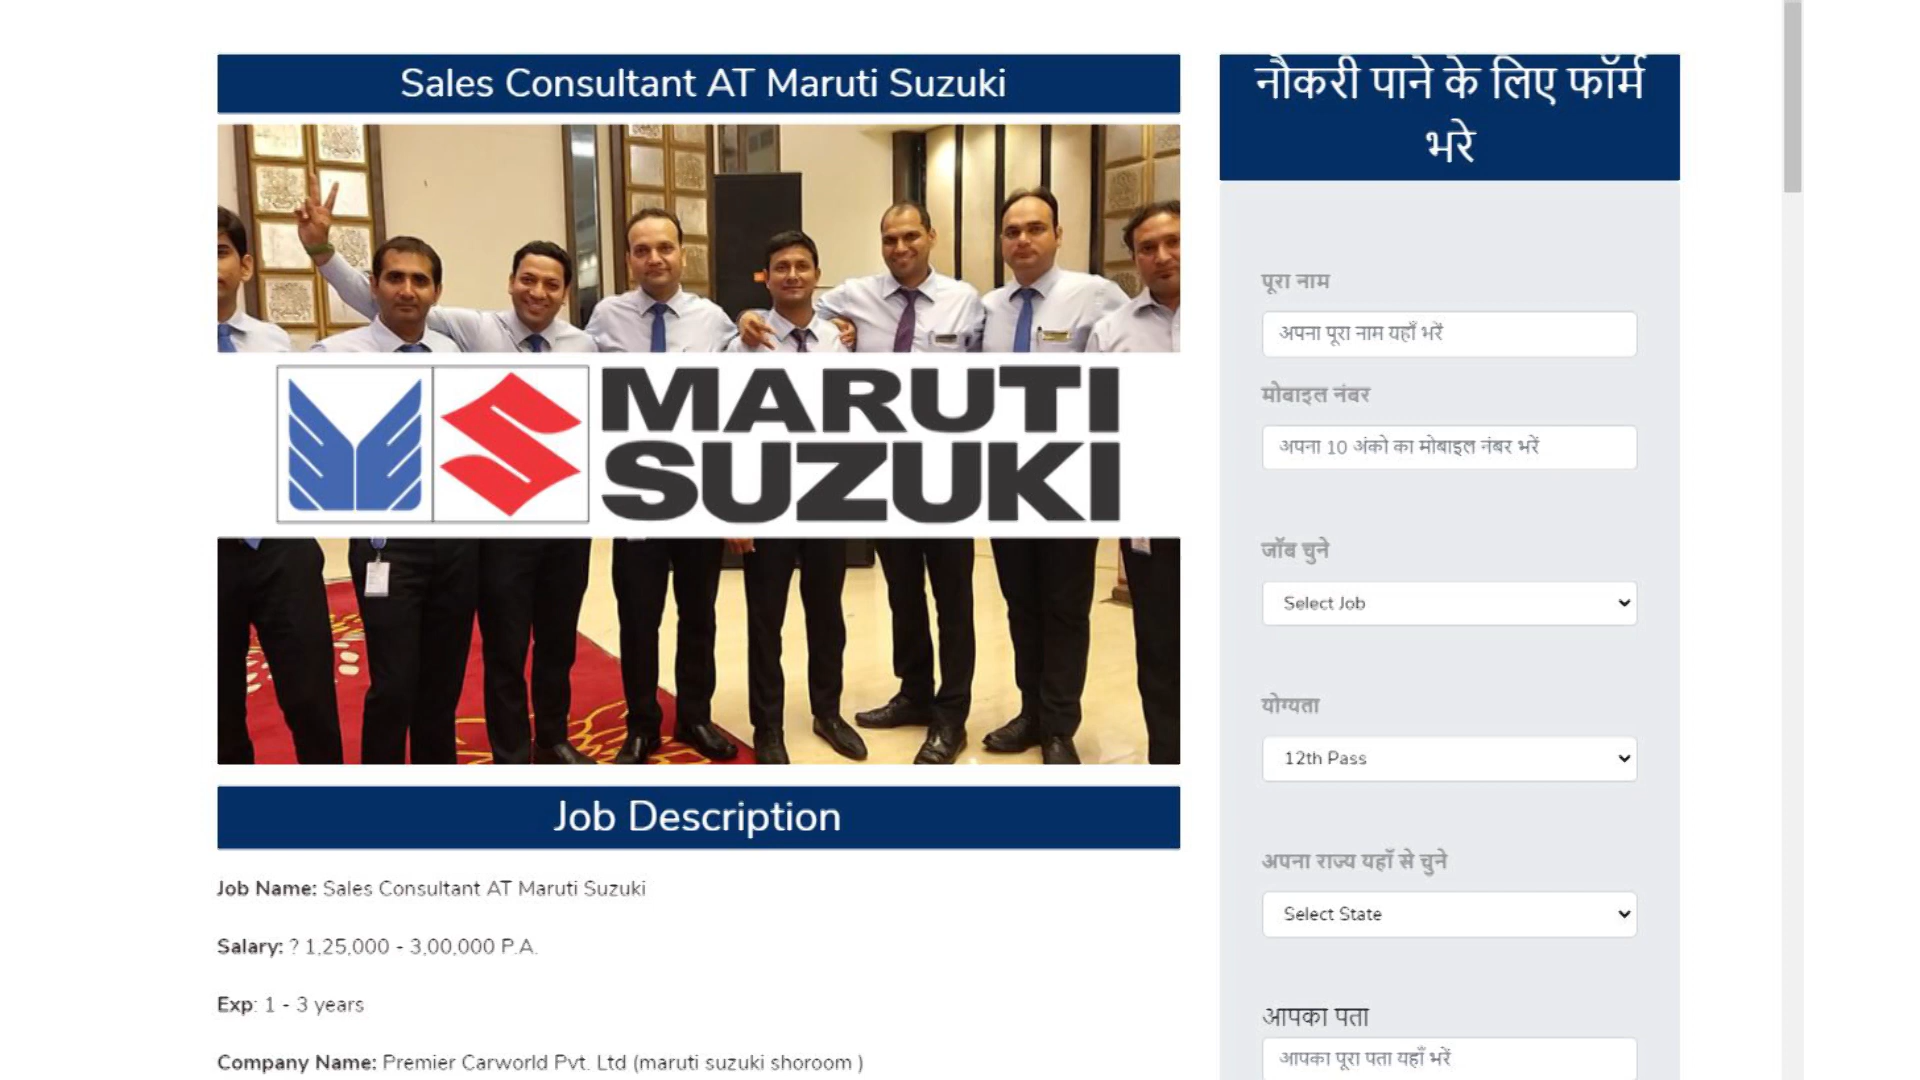 Sales Consultant AT Maruti Suzuki
MARUTI
SUZUKI
Job Description
Job Name: Sales Consultant AT Maruti Suzuki
Salary: ? 1,25,000 - 3,00,000 P.A.
Exp: 1 - 3 years
Company Name: Premier Carworld Pvt. Ltd (maruti suzuki shoroom )
नौकरी पाने के लिए फॉर्म
भरे
पूरा नाम
अपना पूरा नाम यहाँ भरें
मोबाइल नंबर
अपना 10 अंको का मोबाइल नंबर भरें
जॉब चुने
Select Job
योग्यता
12th Pass
अपना राज्य यहाँ से चुने
Select State
आपका पता
आपका पूरा पता यहाँ भरें